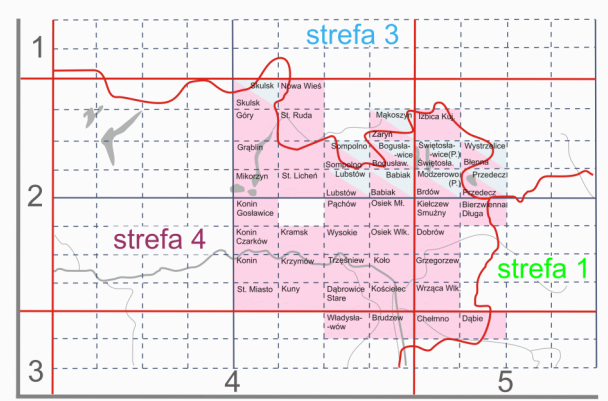 1
strefa 3
Skulsk Nowa Wieś
Skulsk
Góry St. Ruda Mąkoszyn Izbica Kuj.
Zaryń
Grąblin Sompolno Bogusła- Świętosła- Wystrzelice
-wice -wice(P.)
Sompolno Bogusław. Świętosła. Błenna
Mikorzyn St. Licheń Lubstów Babiak Modzerowo Przedecz
(P.)
2
Lubstów Babiak Brdów Przedecz
Konin Pąchów Osiek Mł. Kiełczew Bierzwienna
Gosławice Smużny Długa
strefa 4
Konin Kramsk Wysokie Osiek Wlk. Dobrów
Czarków
Konin Krzymów Trzęśniew Koło Grzegorzew
strefa 1
St. Miasto Kuny Dąbrowice Kościelec Wrząca Wlk.
Stare
Władysła- Brudzew Chełmno Dąbie
-wów
3
4 5